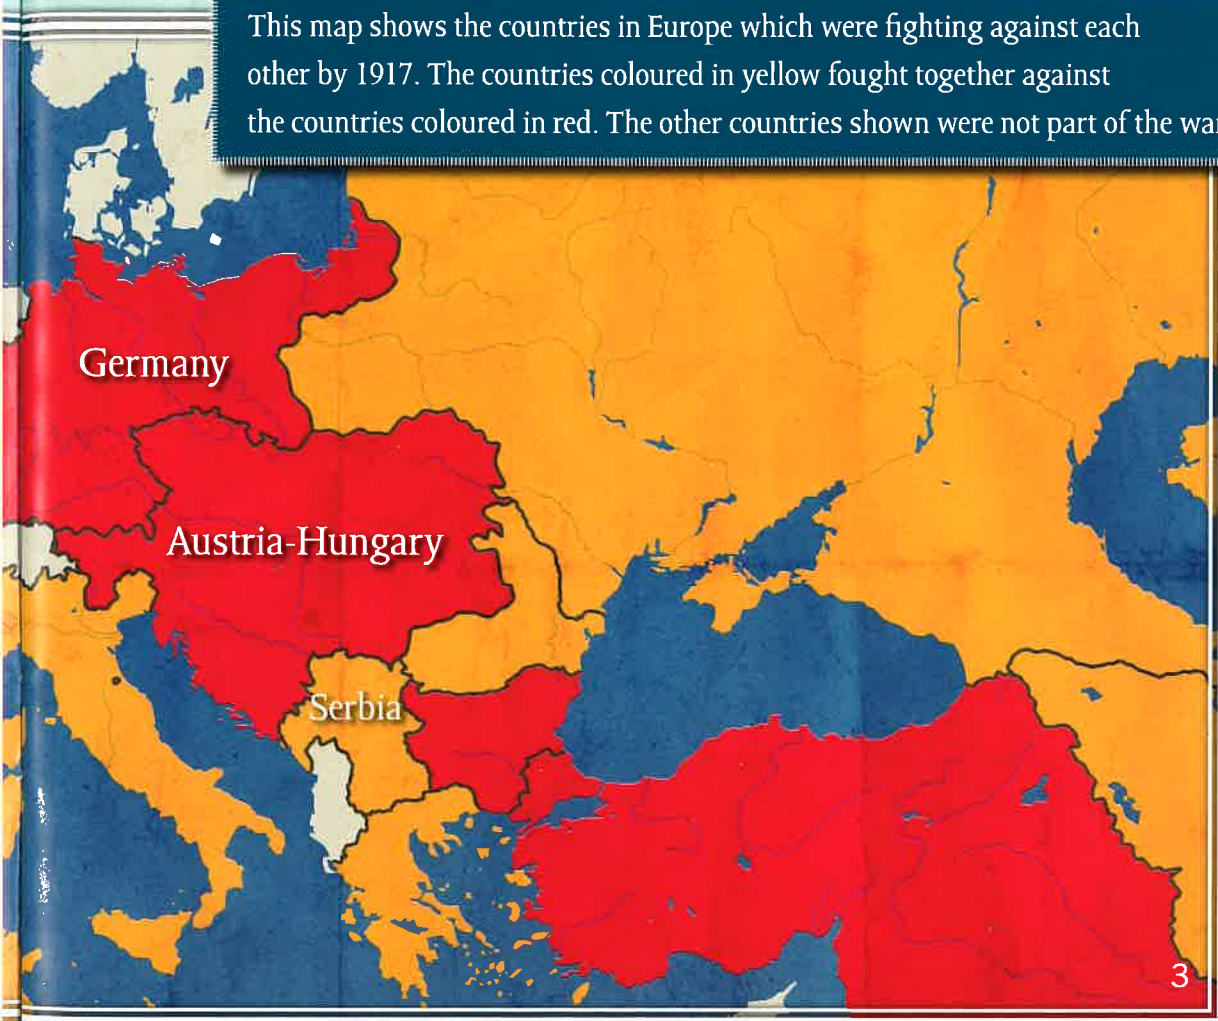 This map shows the countries in Europe which were fighting against each
other by 1917. The countries coloured in yellow fought together against
the countries coloured in red. The other countries shown were not part of the war
Germany
Austria-Hungary
Serbia
3